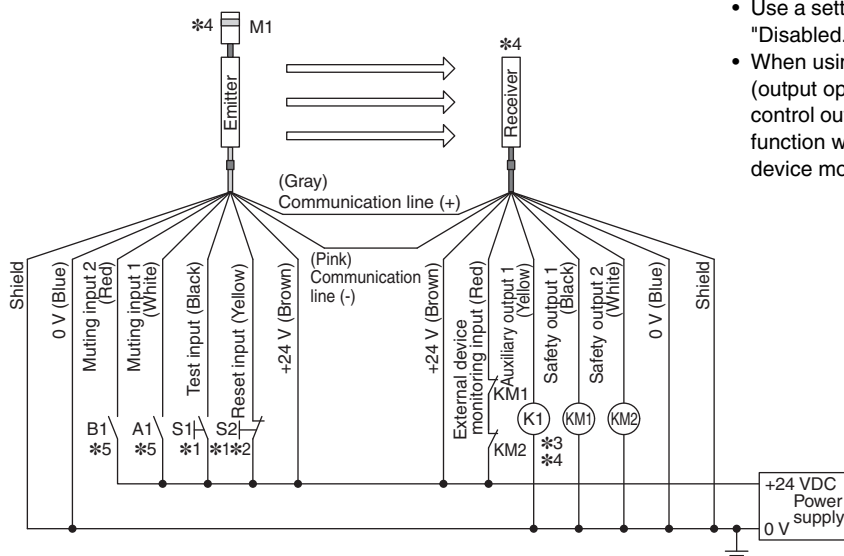 ✱4
M1
Emitter
✱4
Receiver
• Use a sett
"Disabled.
• When usin
(output op
control ou
function w
device mo
(Gray)
Communication line (+)
(Pink)
Communication
line (-)
Shield
0 V (Blue)
Muting input 2
(Red)
Muting input 1
(White)
Test input (Black)
Reset input (Yellow)
+24 V (Brown)
+24 V (Brown)
External device
monitoring input (Red)
Auxiliary output 1
(Yellow)
Safety output 1
(Black)
Safety output 2
(White)
0 V (Blue)
Shield
B1
✱5
A1
✱5
S1
✱1
S2
✱1✱2
KM1
KM2
K1
✱3
✱4
KM1
KM2
+24 VDC
Power
supply
0 V